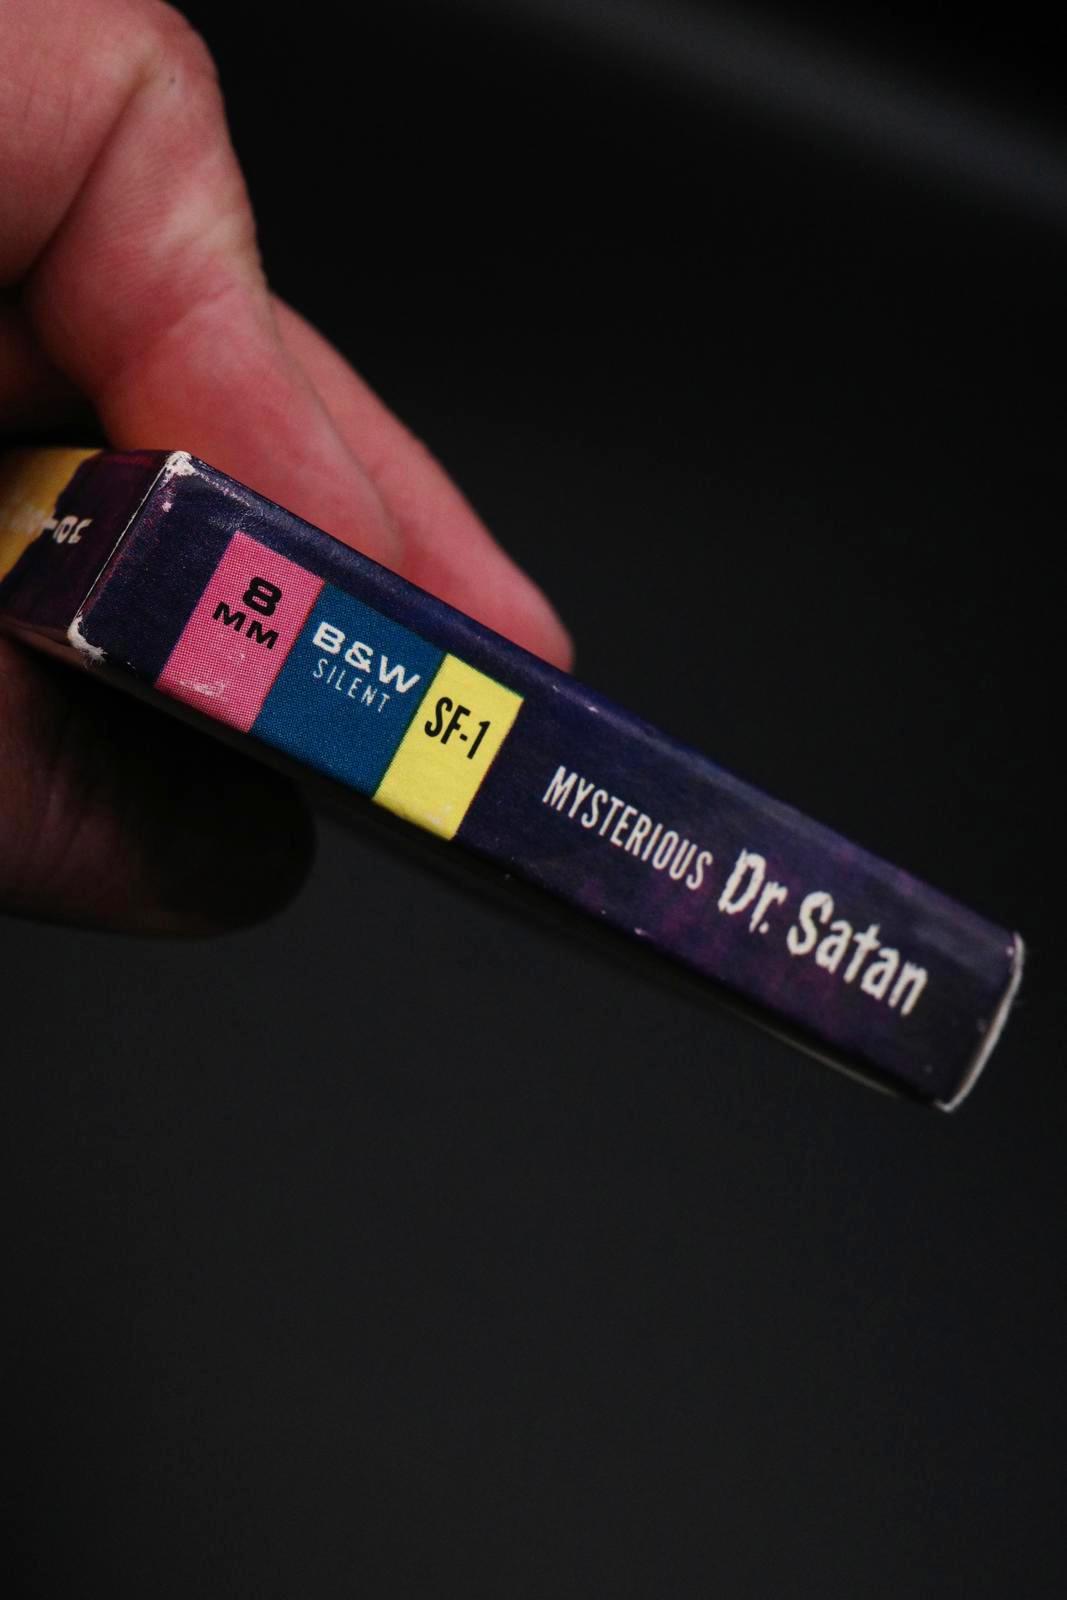 8
MM
B&W
SILENT
SF-1
MYSTERIOUS Dr. Satan